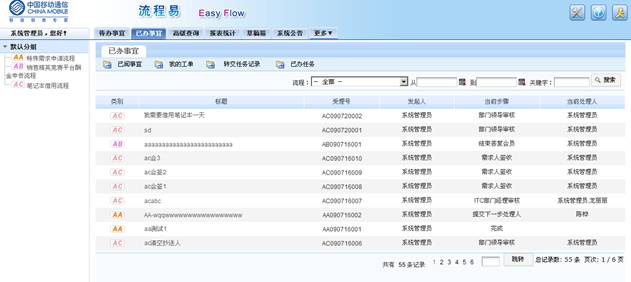 中国移动通信
CHINA MOBILE
移动信息专家
流程易 Easy Flow
系统管理员，您好！
待办事宜 已办事宜 高级查询 报表统计 草稿箱 系统公告 更多
默认分组
AA 特殊需求申请流程
AB 销售精英竞赛平台酬金申告流程
AC 笔记本借用流程
已办事宜
已阅事宜 我的工单 转交任务记录 已办任务
流程： -- 全部 -- 从 到 关键字： 搜索
类别 标题 受理号 发起人 当前步骤 当前处理人
AC 我需要借用笔记本一天 AC090720002 系统管理员 部门领导审核 系统管理员
AC sd AC090720001 系统管理员 部门领导审核 系统管理员
AB aaaaaaaaaaaaaaaaaaaaaaaaa AB090716001 系统管理员 结束答复会员 系统管理员
AC ac会3 AC090716010 系统管理员 需求人签收 系统管理员
AC ac会签2 AC090716009 系统管理员 需求人签收 系统管理员
AC ac会签1 AC090716008 系统管理员 需求人签收 系统管理员
AC acabc AC090716007 系统管理员 ITC部门经理审核 系统管理员,龙丽丽
AA AA-wqqwwwwwwwwwwwwwwwww AA090716002 系统管理员 提交下一步处理人 陈桦
AA aa测试1 系统管理员 完成
AC ac清空抄送人 AC090716006 系统管理员 部门领导审核 系统管理员
共有 55条记录 1 2 3 4 5 6 跳转 总记录数: 55 条 页次: 1 / 6 页